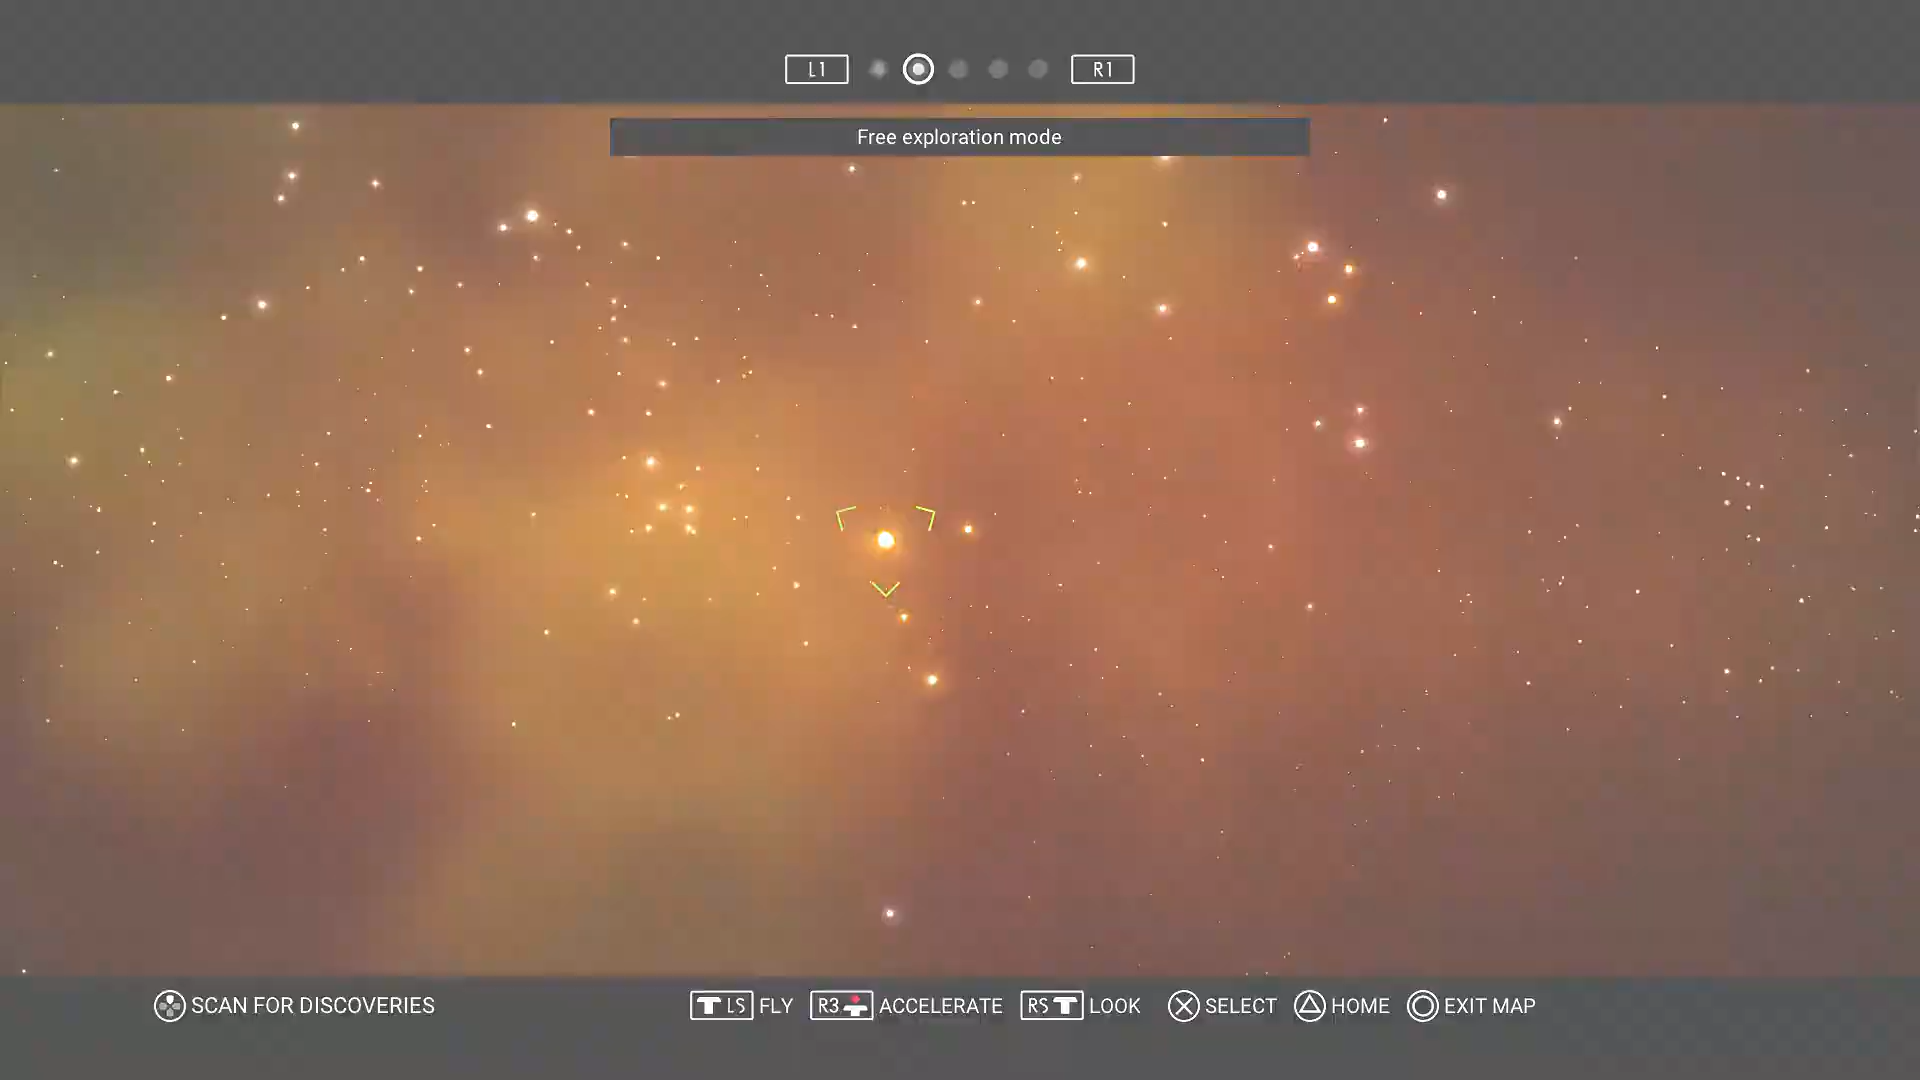 L1 R1
Free exploration mode
SCAN FOR DISCOVERIES LS FLY R3 ACCELERATE RS LOOK SELECT HOME EXIT MAP